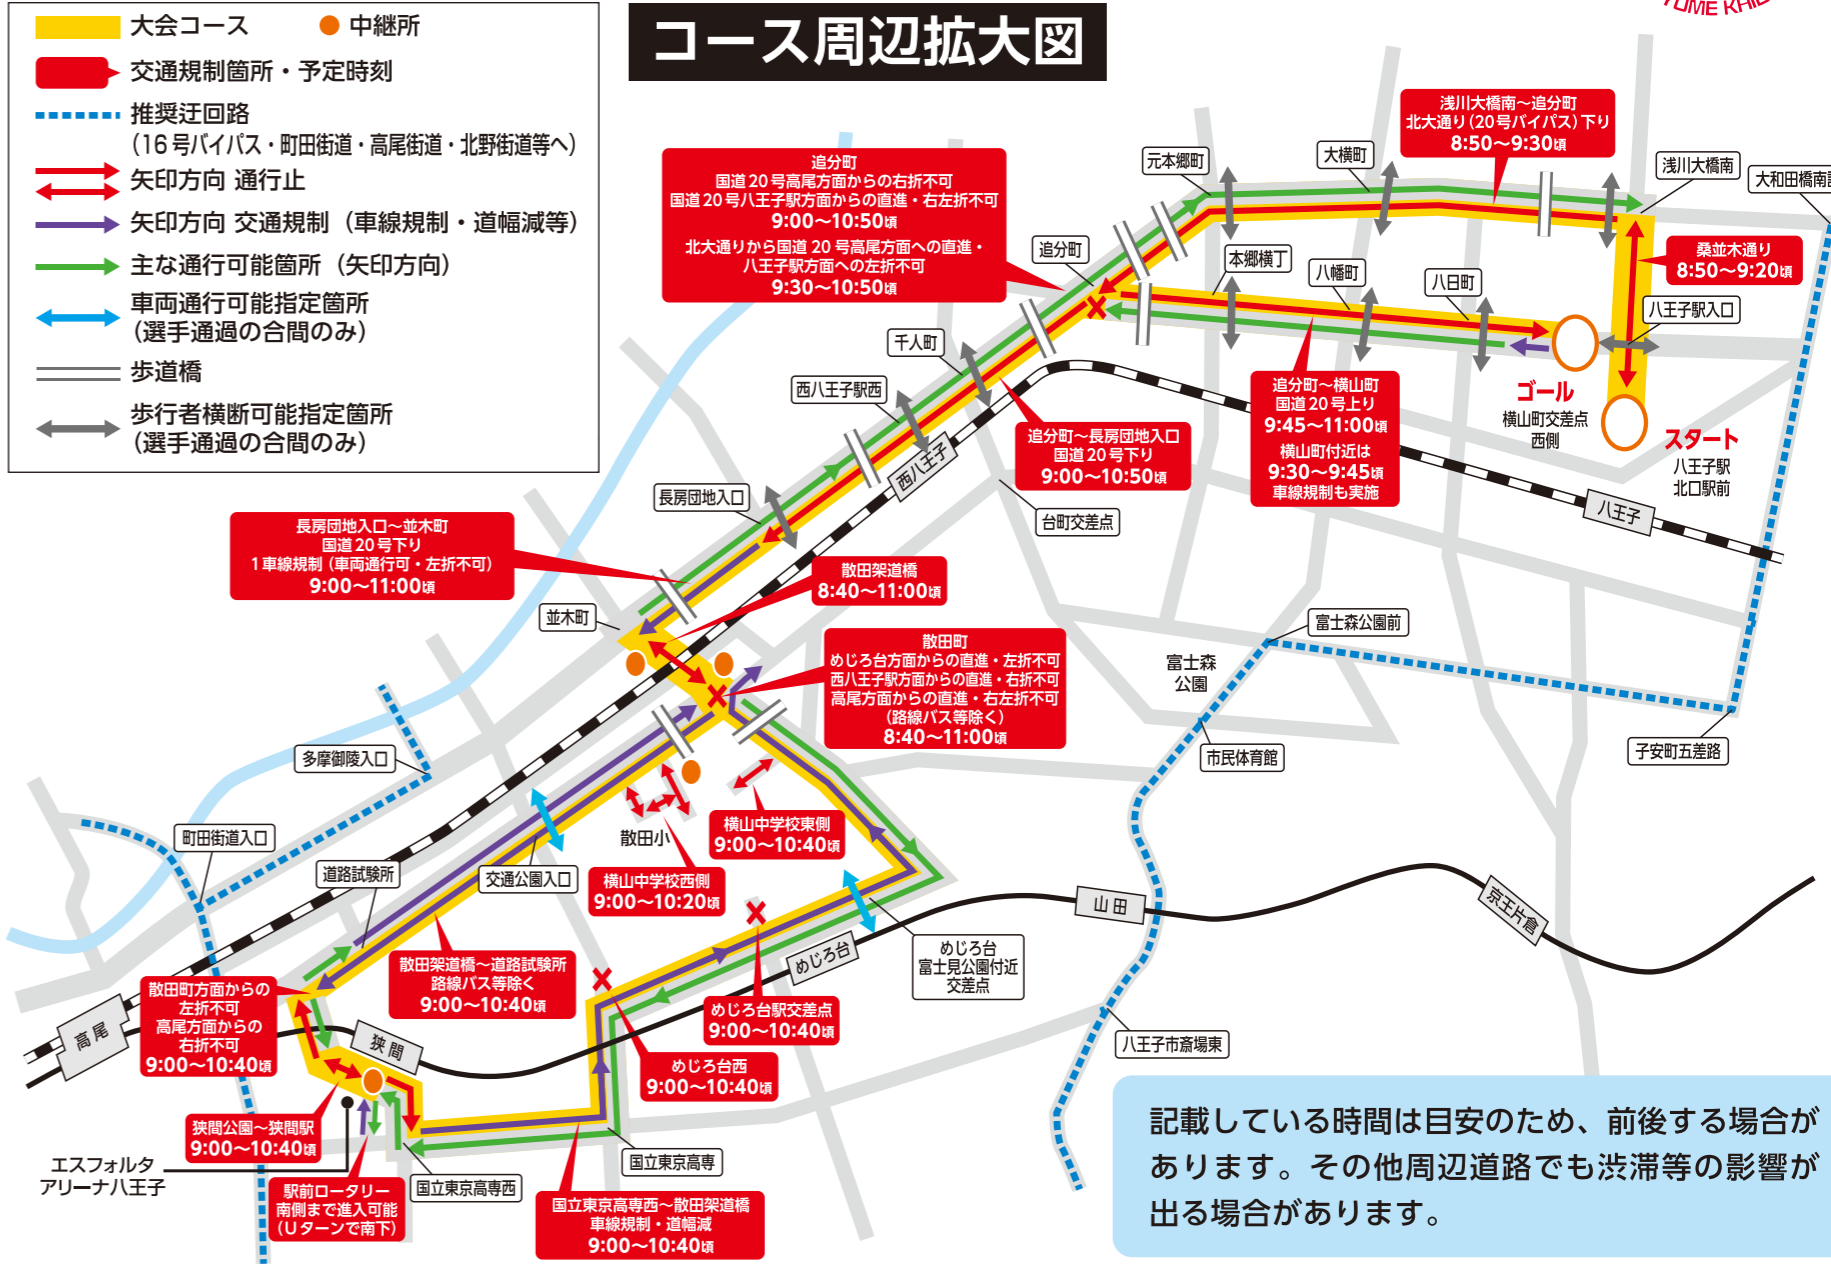 大会コース
中継所
交通規制箇所・予定時刻
推奨迂回路
(16号バイパス・町田街道・高尾街道・北野街道等へ)
矢印方向 通行止
矢印方向 交通規制（車線規制・道幅減等）
主な通行可能箇所（矢印方向）
車両通行可能指定箇所
(選手通過の合間のみ)
歩道橋
歩行者横断可能指定箇所
(選手通過の合間のみ)
コース周辺拡大図
追分町
国道20号高尾方面からの右折不可
国道20号八王子駅方面からの直進・右左折不可
9:00～10:50頃
北大通りから国道20号高尾方面への直進・
八王子駅方面への左折不可
9:30～10:50頃
浅川大橋南～追分町
北大通り(20号バイパス)下り
8:50～9:30頃
元本郷町
大横町
浅川大橋南
追分町
本郷横丁
八幡町
八日町
桑並木通り
8:50～9:20頃
八王子駅入口
千人町
西八王子駅西
ゴール
横山町交差点
西側
スタート
八王子駅
北口駅前
追分町～横山町
国道20号上り
9:45～11:00頃
横山町付近は
9:30～9:45頃
車線規制も実施
追分町～長房団地入口
国道20号下り
9:00～10:50頃
西八王子
長房団地入口
台町交差点
八王子
長房団地入口～並木町
国道20号下り
1車線規制(車両通行可・左折不可)
9:00～11:00頃
散田架道橋
8:40～11:00頃
並木町
散田町
めじろ台方面からの直進・左折不可
西八王子駅方面からの直進・右折不可
高尾方面からの直進・右左折不可
(路線バス等除く)
8:40～11:00頃
富士森公園前
富士森
公園
市民体育館
子安町五差路
多摩御陵入口
町田街道入口
道路試験所
交通公園入口
散田小
横山中学校東側
9:00～10:40頃
横山中学校西側
9:00～10:20頃
山田
京王片倉
めじろ台
めじろ台
富士見公園付近
交差点
散田架道橋～道路試験所
路線バス等除く
9:00～10:40頃
散田町方面からの
左折不可
高尾方面からの
右折不可
9:00～10:40頃
めじろ台駅交差点
9:00～10:40頃
高尾
狭間
めじろ台西
9:00～10:40頃
八王子市斎場東
狭間公園～狭間駅
9:00～10:40頃
エスフォルタ
アリーナ八王子
駅前ロータリー
南側まで進入可能
(Uターンで南下)
国立東京高専西
国立東京高専
国立東京高専西～散田架道橋
車線規制・道幅減
9:00～10:40頃
記載している時間は目安のため、前後する場合が
あります。その他周辺道路でも渋滞等の影響が
出る場合があります。